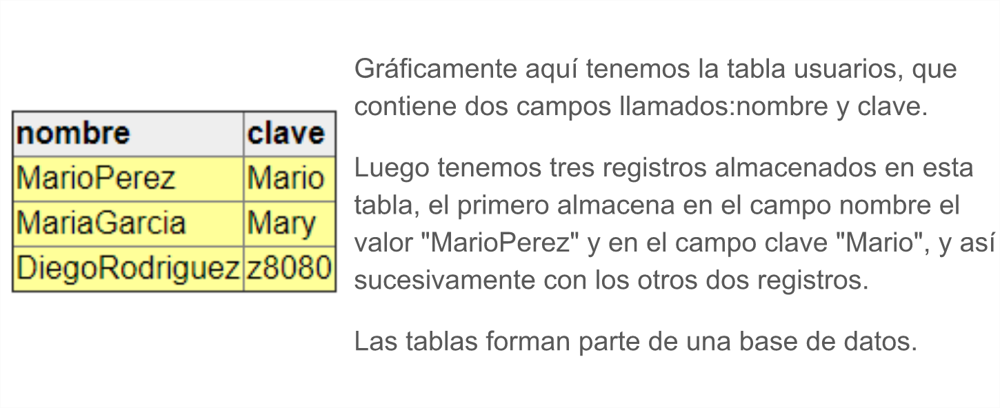 nombre clave
MarioPerez Mario
MariaGarcia Mary
DiegoRodriguez z8080
Gráficamente aquí tenemos la tabla usuarios, que
contiene dos campos llamados:nombre y clave.
Luego tenemos tres registros almacenados en esta
tabla, el primero almacena en el campo nombre el
valor "MarioPerez" y en el campo clave "Mario", y así
sucesivamente con los otros dos registros.
Las tablas forman parte de una base de datos.